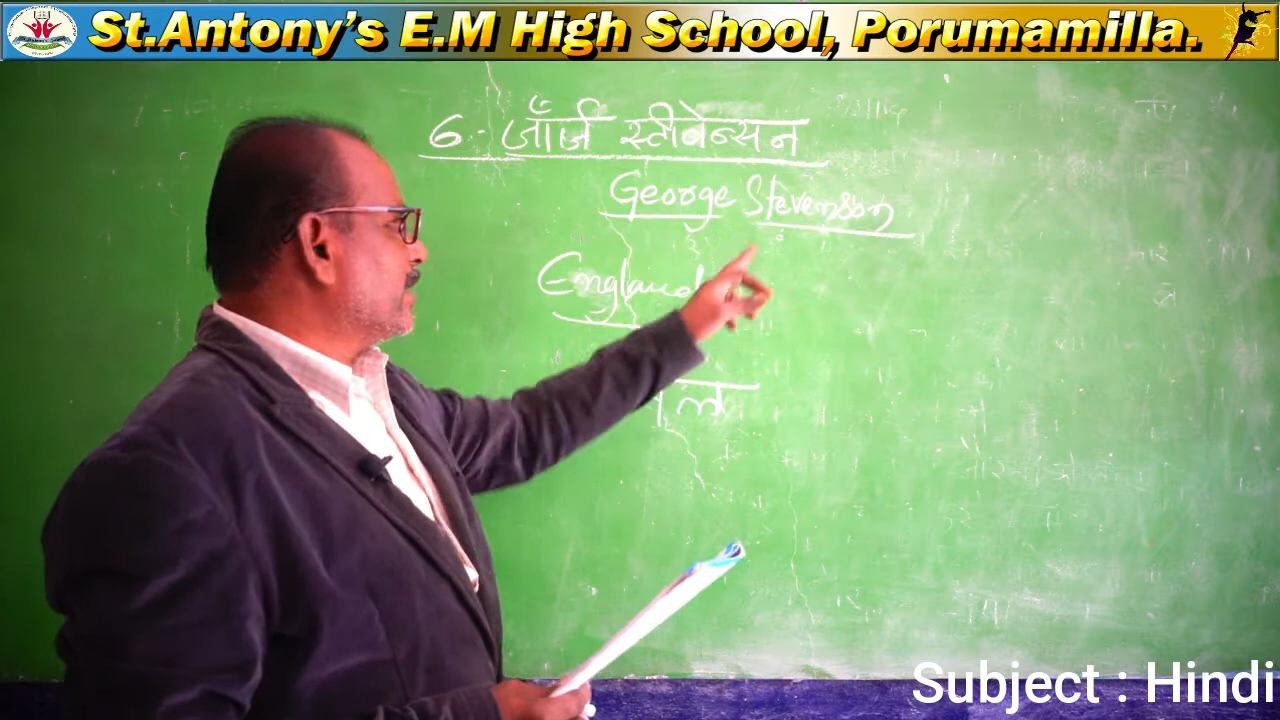 St.Antony's E.M High School, Porumamilla.
6. जॉर्ज स्टीवेन्सन
George Stevenson
England
Subject : Hindi